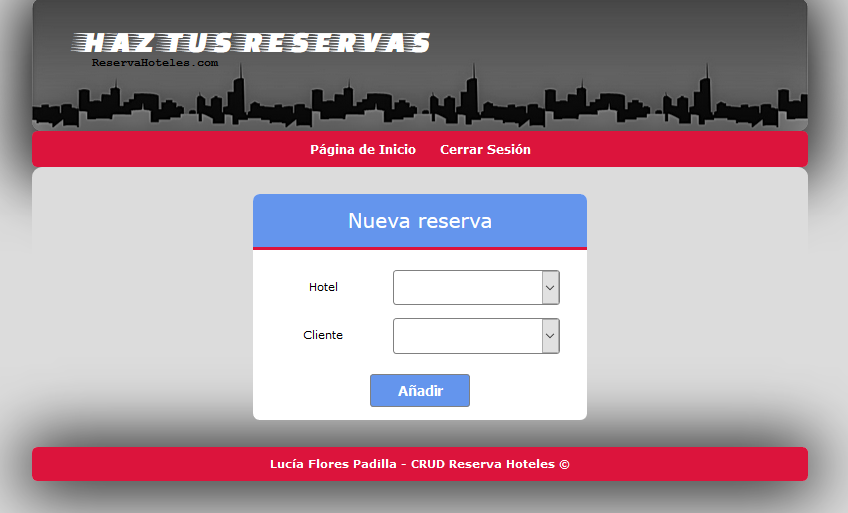 HAZ TUS RESERVAS
ReservaHoteles.com
Página de Inicio Cerrar Sesión
Nueva reserva
Hotel
Cliente
Añadir
Lucía Flores Padilla - CRUD Reserva Hoteles ©